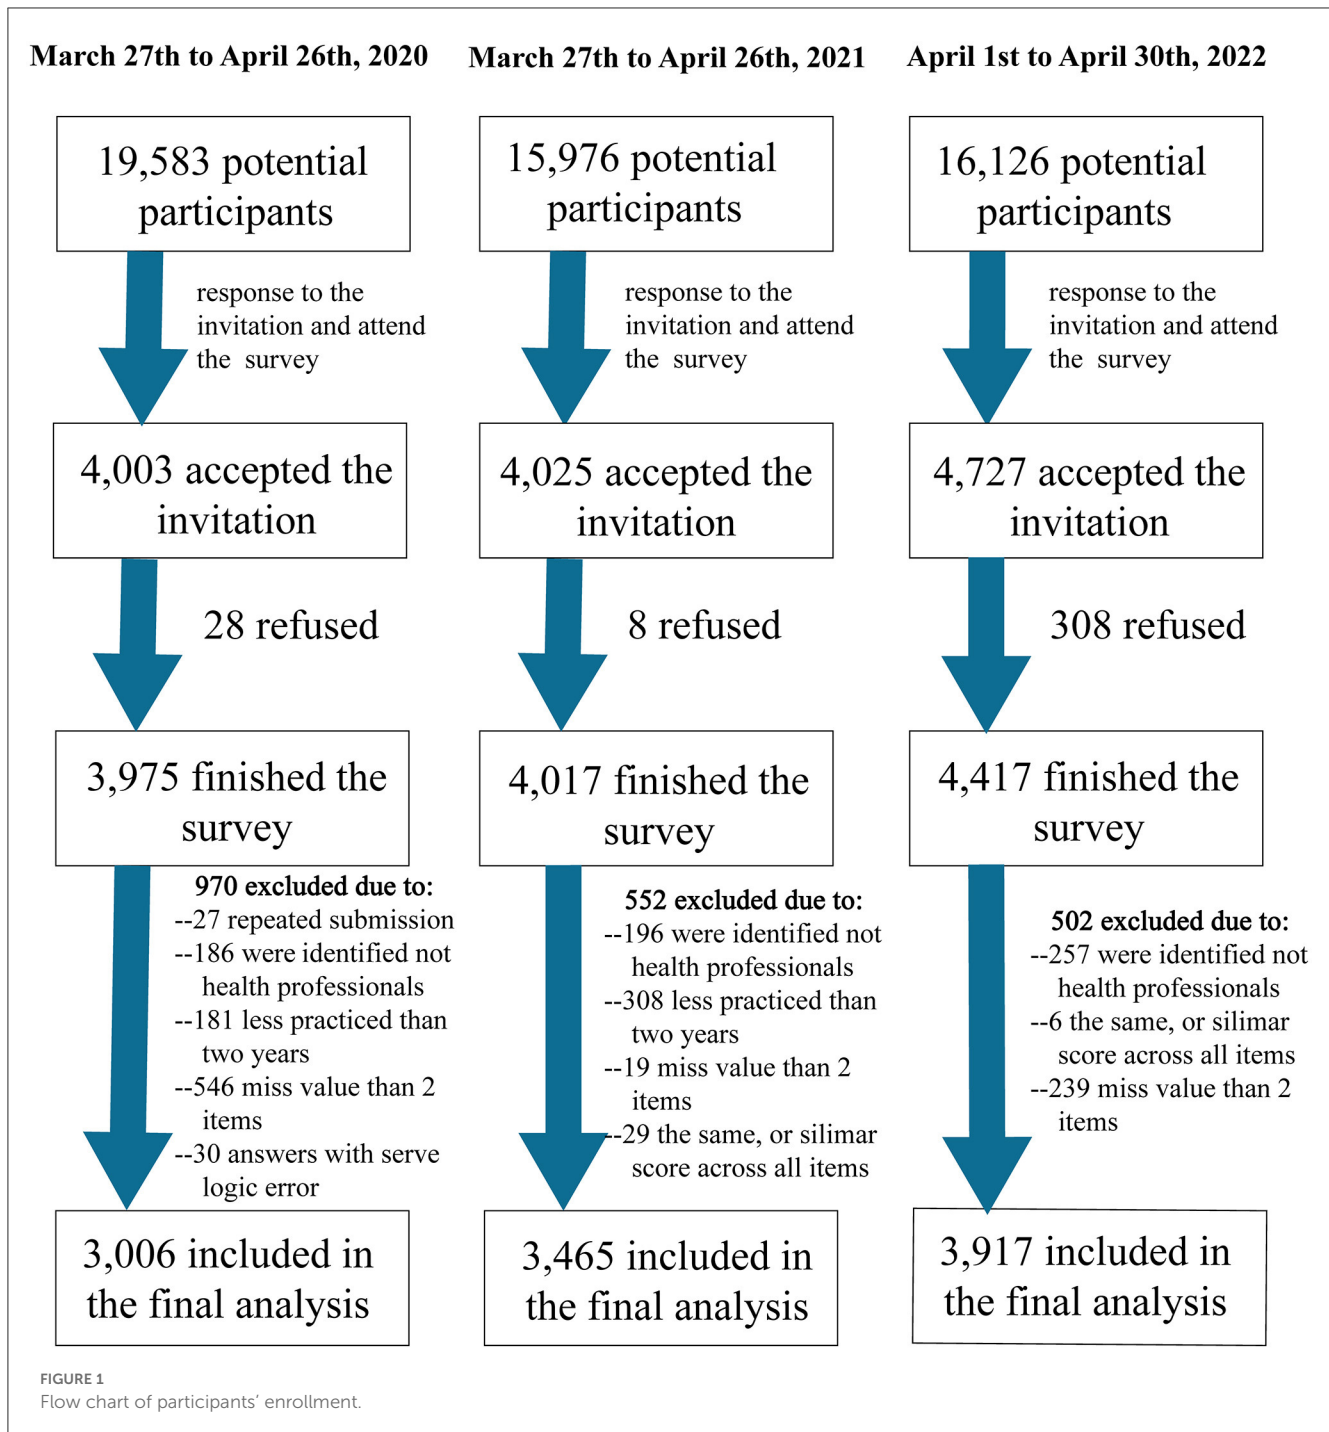 March 27th to April 26th, 2020
19,583 potential
participants
response to the
invitation and attend
the survey
4,003 accepted the
invitation
28 refused
3,975 finished the
survey
970 excluded due to:
--27 repeated submission
--186 were identified not
health professionals
--181 less practiced than
two years
--546 miss value than 2
items
--30 answers with serve
logic error
3,006 included in
the final analysis
March 27th to April 26th, 2021
15,976 potential
participants
response to the
invitation and attend
the survey
4,025 accepted the
invitation
8 refused
4,017 finished the
survey
552 excluded due to:
--196 were identified not
health professionals
--308 less practiced than
two years
--19 miss value than 2
items
--29 the same, or silimar
score across all items
3,465 included in
the final analysis
April 1st to April 30th, 2022
16,126 potential
participants
response to the
invitation and attend
the survey
4,727 accepted the
invitation
308 refused
4,417 finished the
survey
502 excluded due to:
--257 were identified not
health professionals
--6 the same, or silimar
score across all items
--239 miss value than 2
items
3,917 included in
the final analysis
FIGURE 1
Flow chart of participants' enrollment.